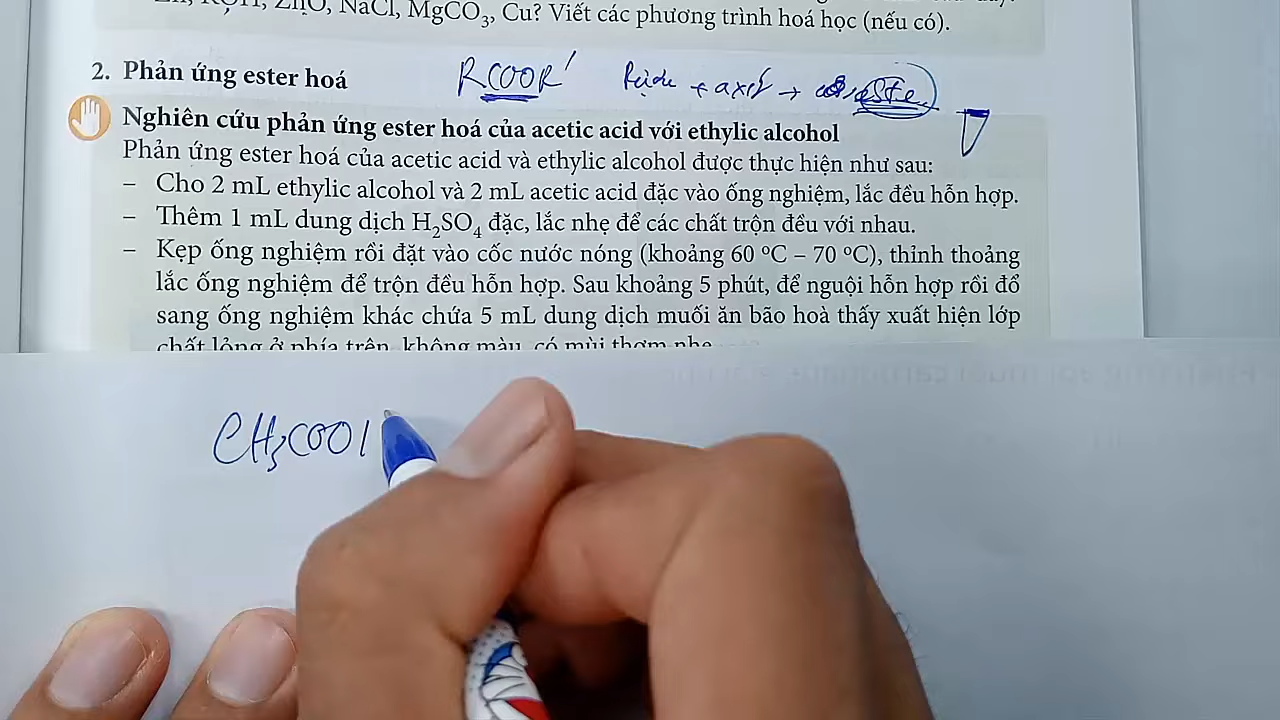 ZnO, NaCl, MgCO₃, Cu? Viết các phương trình hoá học (nếu có).
2. Phản ứng ester hoá RCOOR' + axit → este
Nghiên cứu phản ứng ester hoá của acetic acid với ethylic alcohol
Phản ứng ester hoá của acetic acid và ethylic alcohol được thực hiện như sau:
– Cho 2 mL ethylic alcohol và 2 mL acetic acid đặc vào ống nghiệm, lắc đều hỗn hợp.
– Thêm 1 mL dung dịch H₂SO₄ đặc, lắc nhẹ để các chất trộn đều với nhau.
– Kẹp ống nghiệm rồi đặt vào cốc nước nóng (khoảng 60 ºC – 70 ºC), thỉnh thoảng
lắc ống nghiệm để trộn đều hỗn hợp. Sau khoảng 5 phút, để nguội hỗn hợp rồi đổ
sang ống nghiệm khác chứa 5 mL dung dịch muối ăn bão hoà thấy xuất hiện lớp
chất lỏng ở phía trên, không màu, có mùi thơm nhẹ
CH₃COO